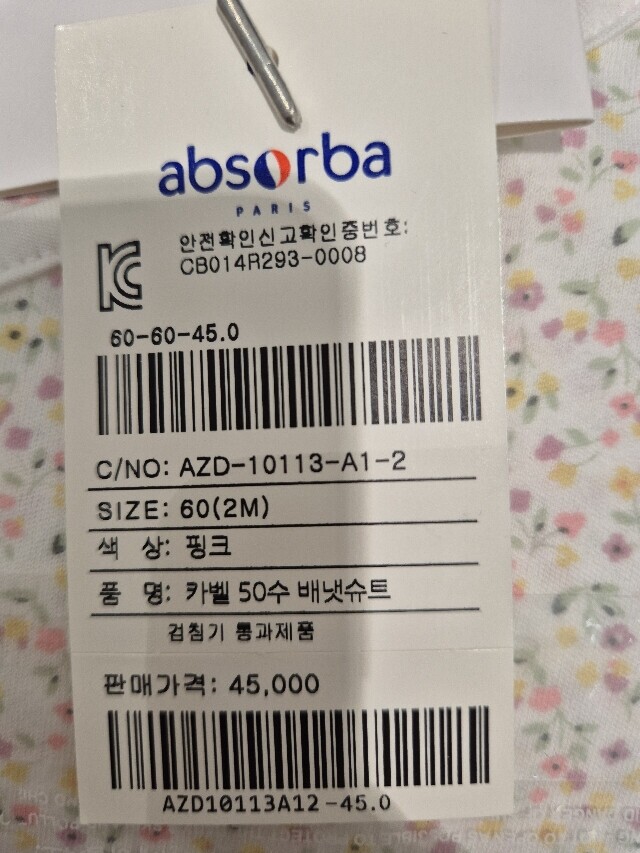 absorba
PARIS
안전확인신고확인증번호:
CB014R293-0008
60-60-45.0
C/NO: AZD-10113-A1-2
SIZE: 60(2M)
색 상: 핑크
품 명: 카벨 50수 배냇슈트
검침기 통과제품
판매가격: 45,000
AZD10113A12-45.0